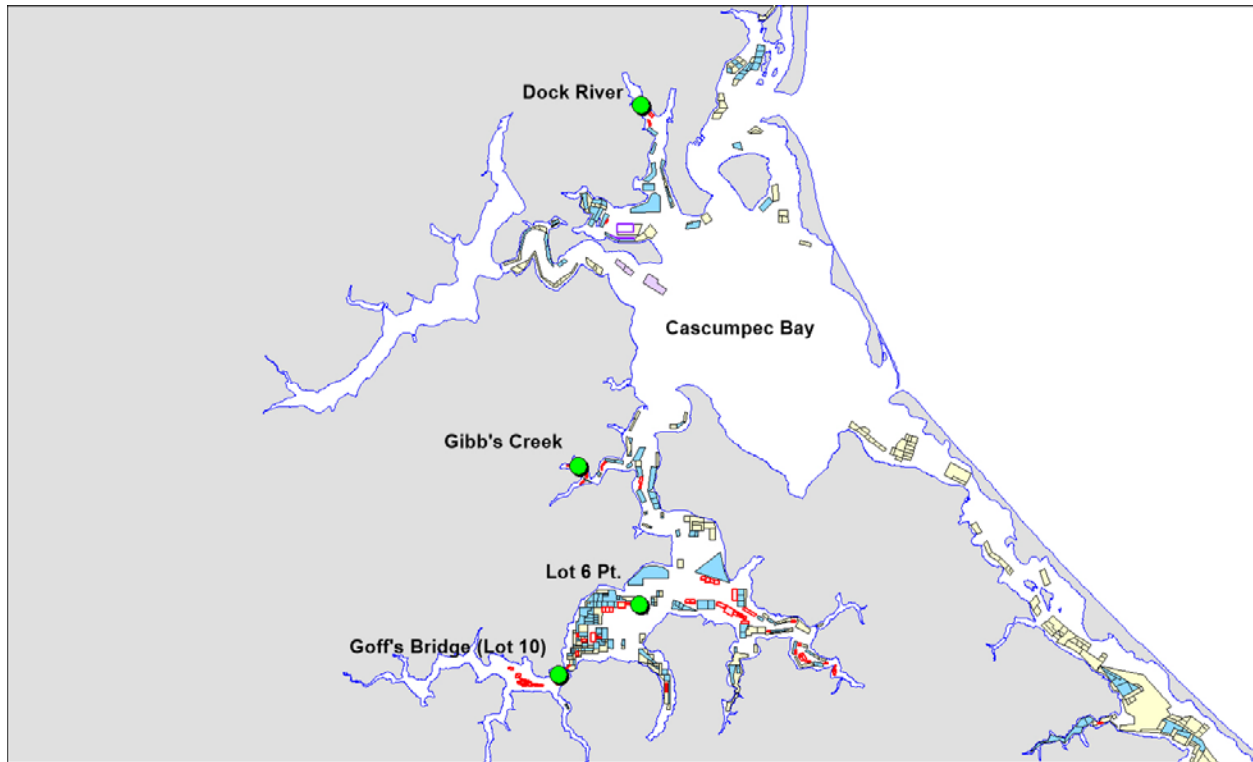 Dock River
Cascumpec Bay
Gibb's Creek
Lot 6 Pt.
Goff's Bridge (Lot 10)